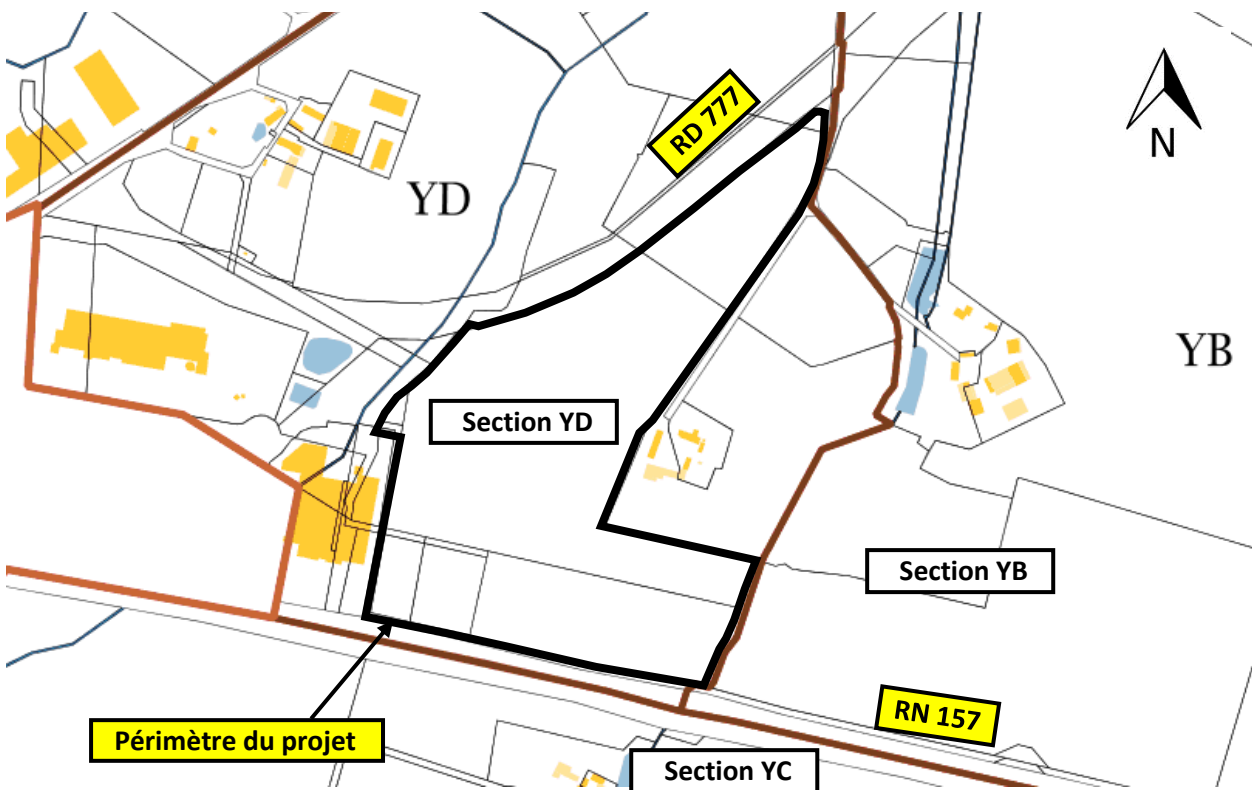 RD 777
N
YD
YB
Section YD
Section YB
RN 157
Périmètre du projet
Section YC